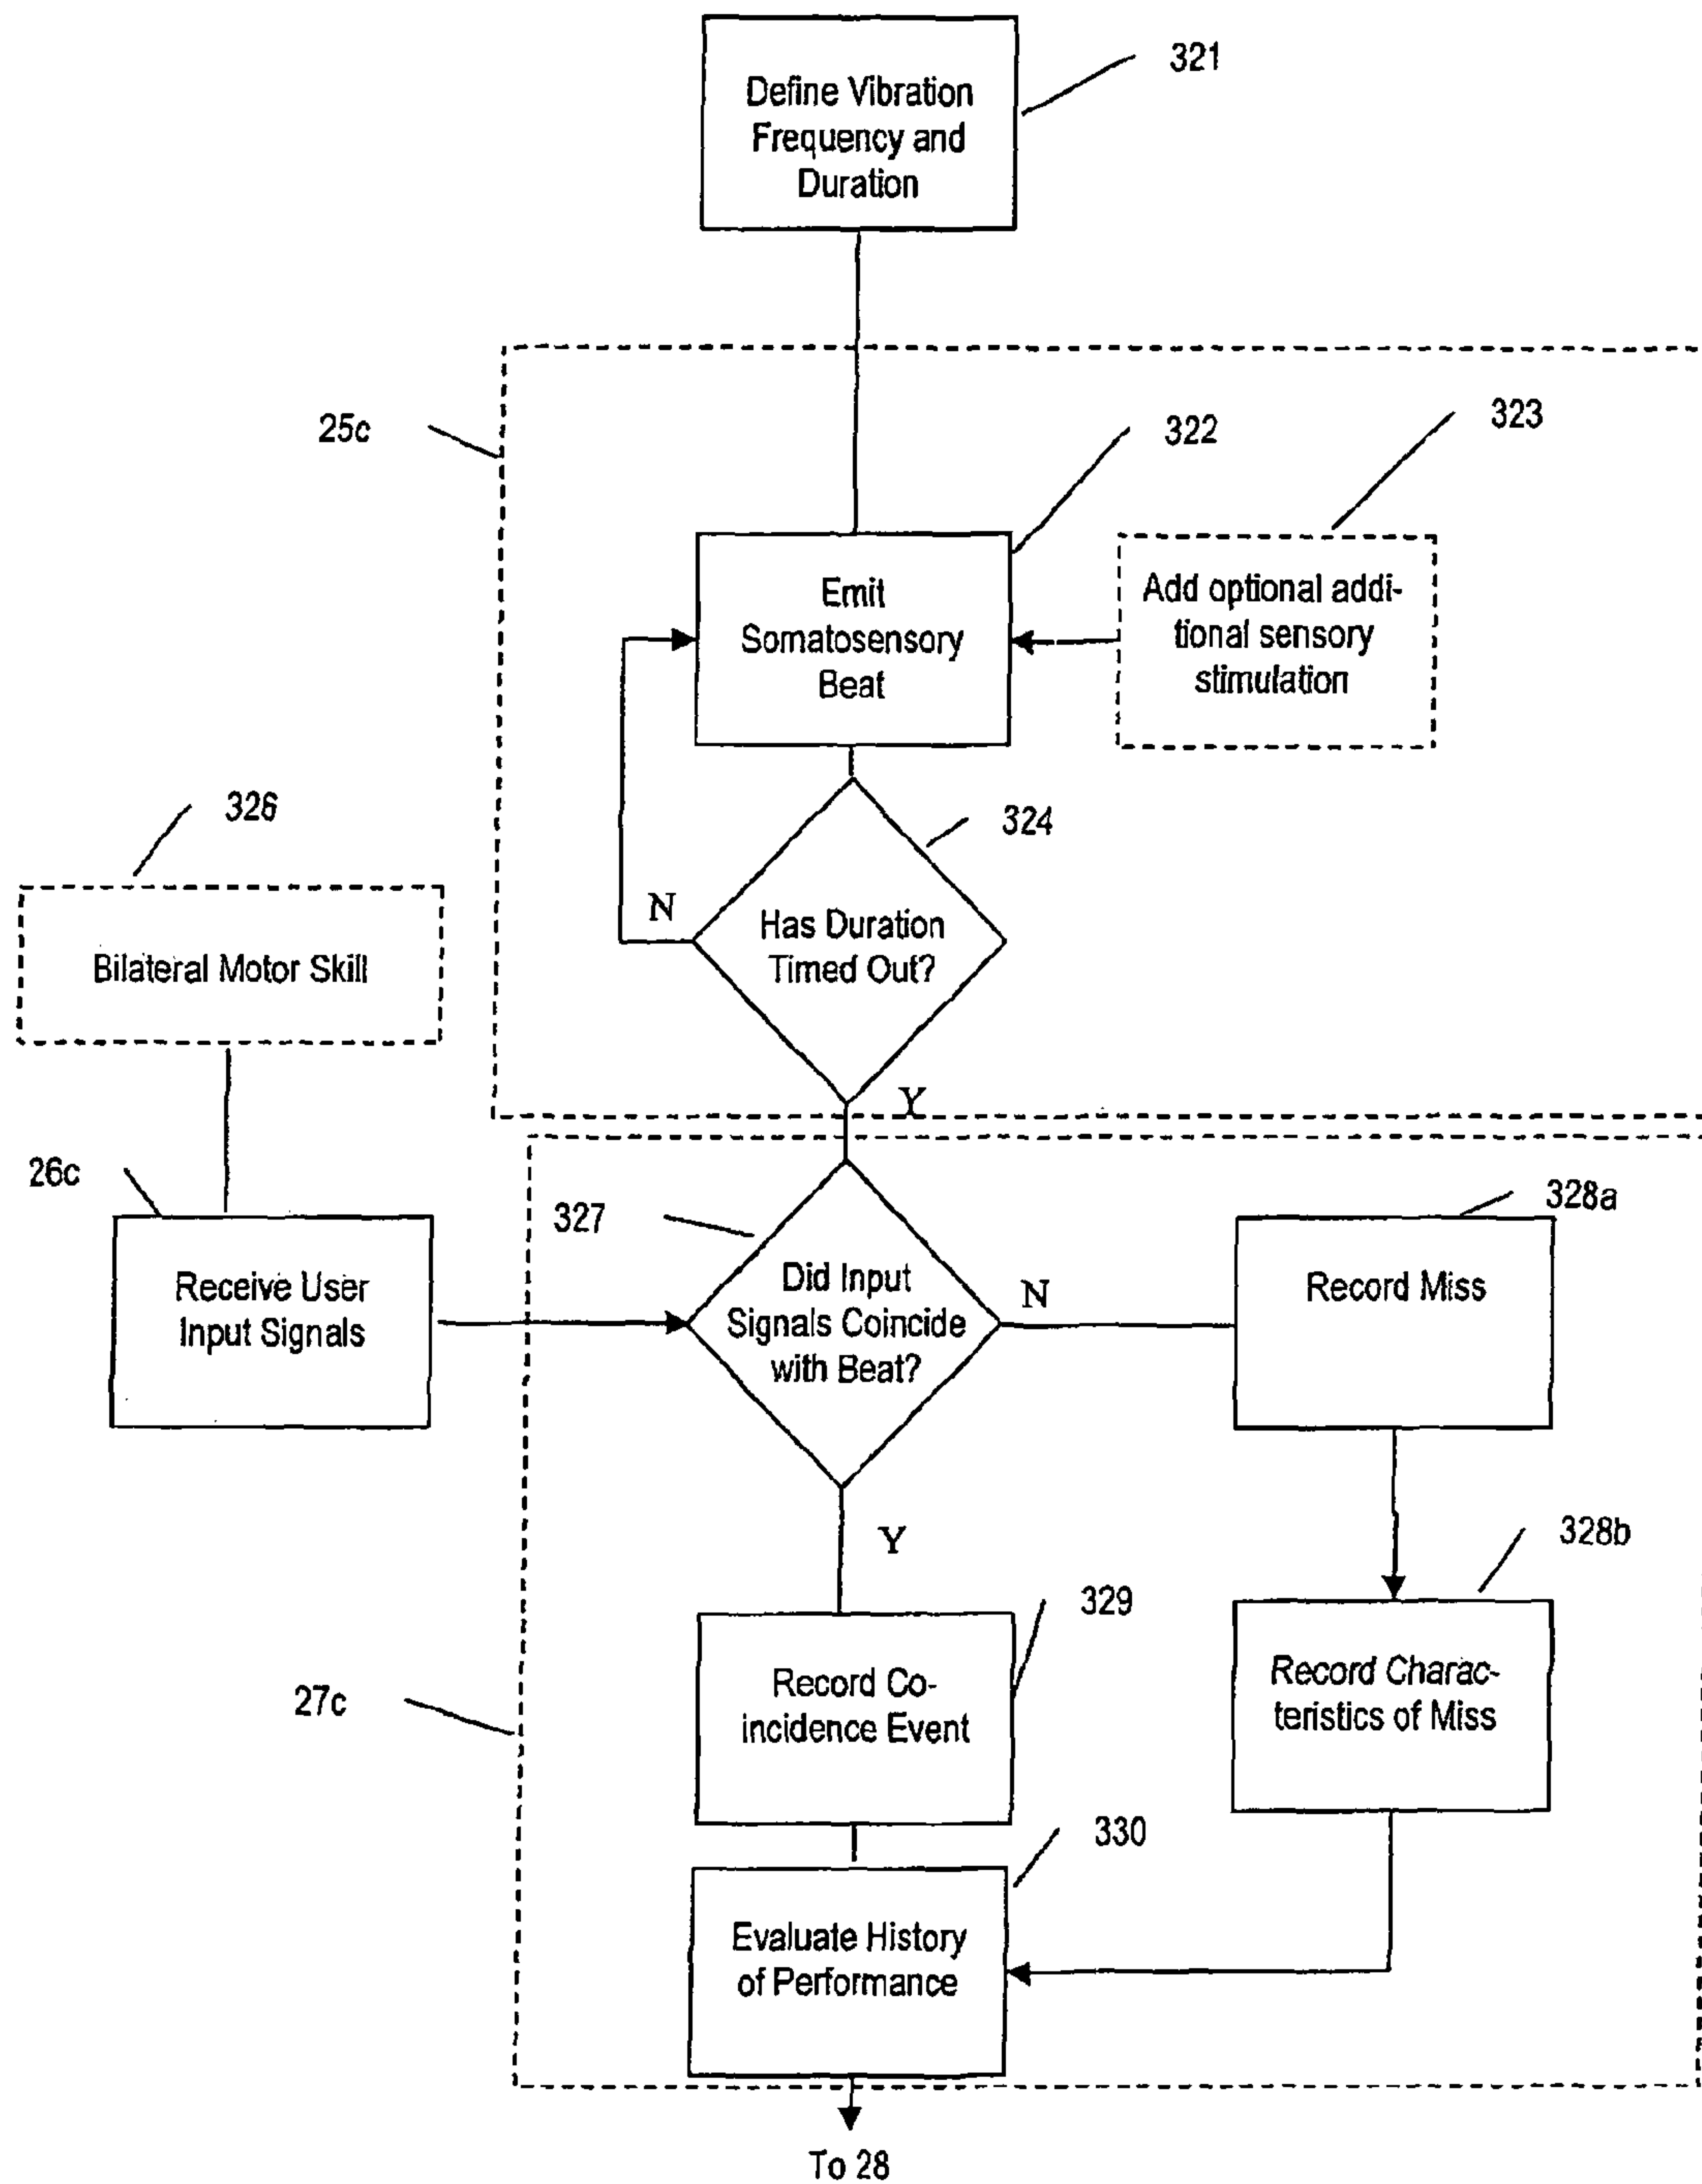 321
Define Vibration
Frequency and
Duration
25c
322
323
Emit
Somatosensory
Beat
Add optional addi-
tional sensory
stimulation
326
324
N
Has Duration
Timed Out?
Bilateral Motor Skill
Y
26c
327
328a
Receive User
Input Signals
Did Input
Signals Coincide
with Beat?
N
Record Miss
Y
328b
329
27c
Record Co-
incidence Event
Record Charac-
teristics of Miss
330
Evaluate History
of Performance
To 28